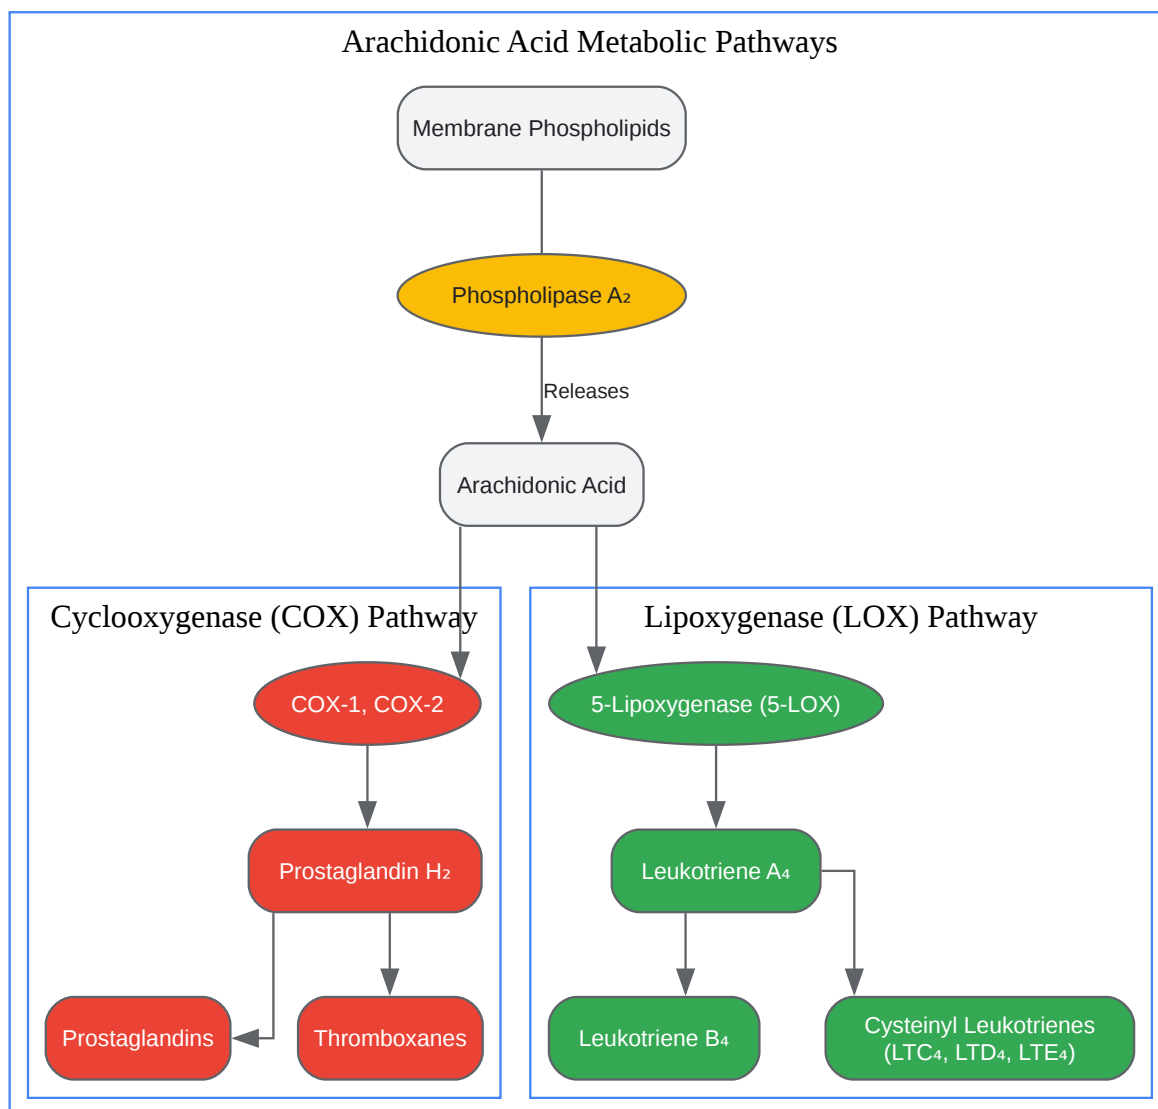 Arachidonic Acid Metabolic Pathways
Membrane Phospholipids
Phospholipase A₂
Releases
Arachidonic Acid
Cyclooxygenase (COX) Pathway
COX-1, COX-2
Prostaglandin H₂
Prostaglandins
Thromboxanes
Lipoxygenase (LOX) Pathway
5-Lipoxygenase (5-LOX)
Leukotriene A₄
Leukotriene B₄
Cysteinyl Leukotrienes
(LTC₄, LTD₄, LTE₄)